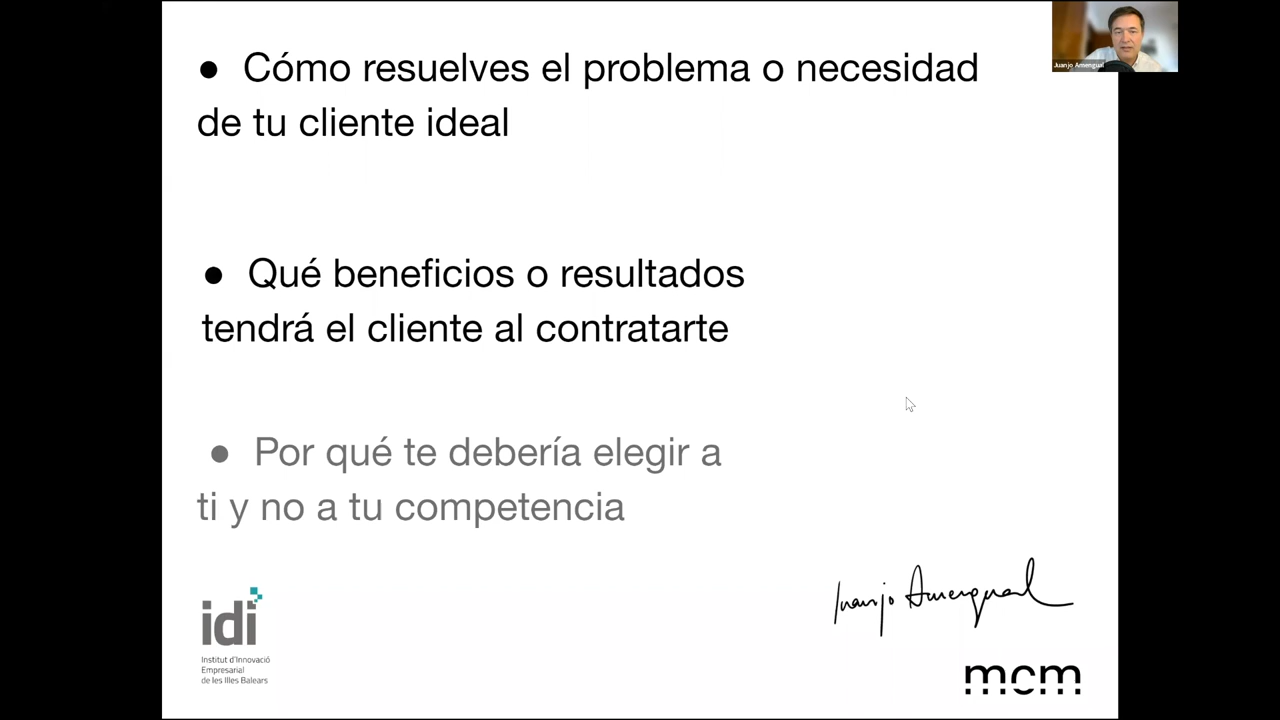 ● Cómo resuelves el problema o necesidad
de tu cliente ideal
● Qué beneficios o resultados
tendrá el cliente al contratarte
● Por qué te debería elegir a
ti y no a tu competencia
idi
Institut d'Innovació
Empresarial
de les Illes Balears
Juanjo Amengual
mcm
Juanjo Amengual